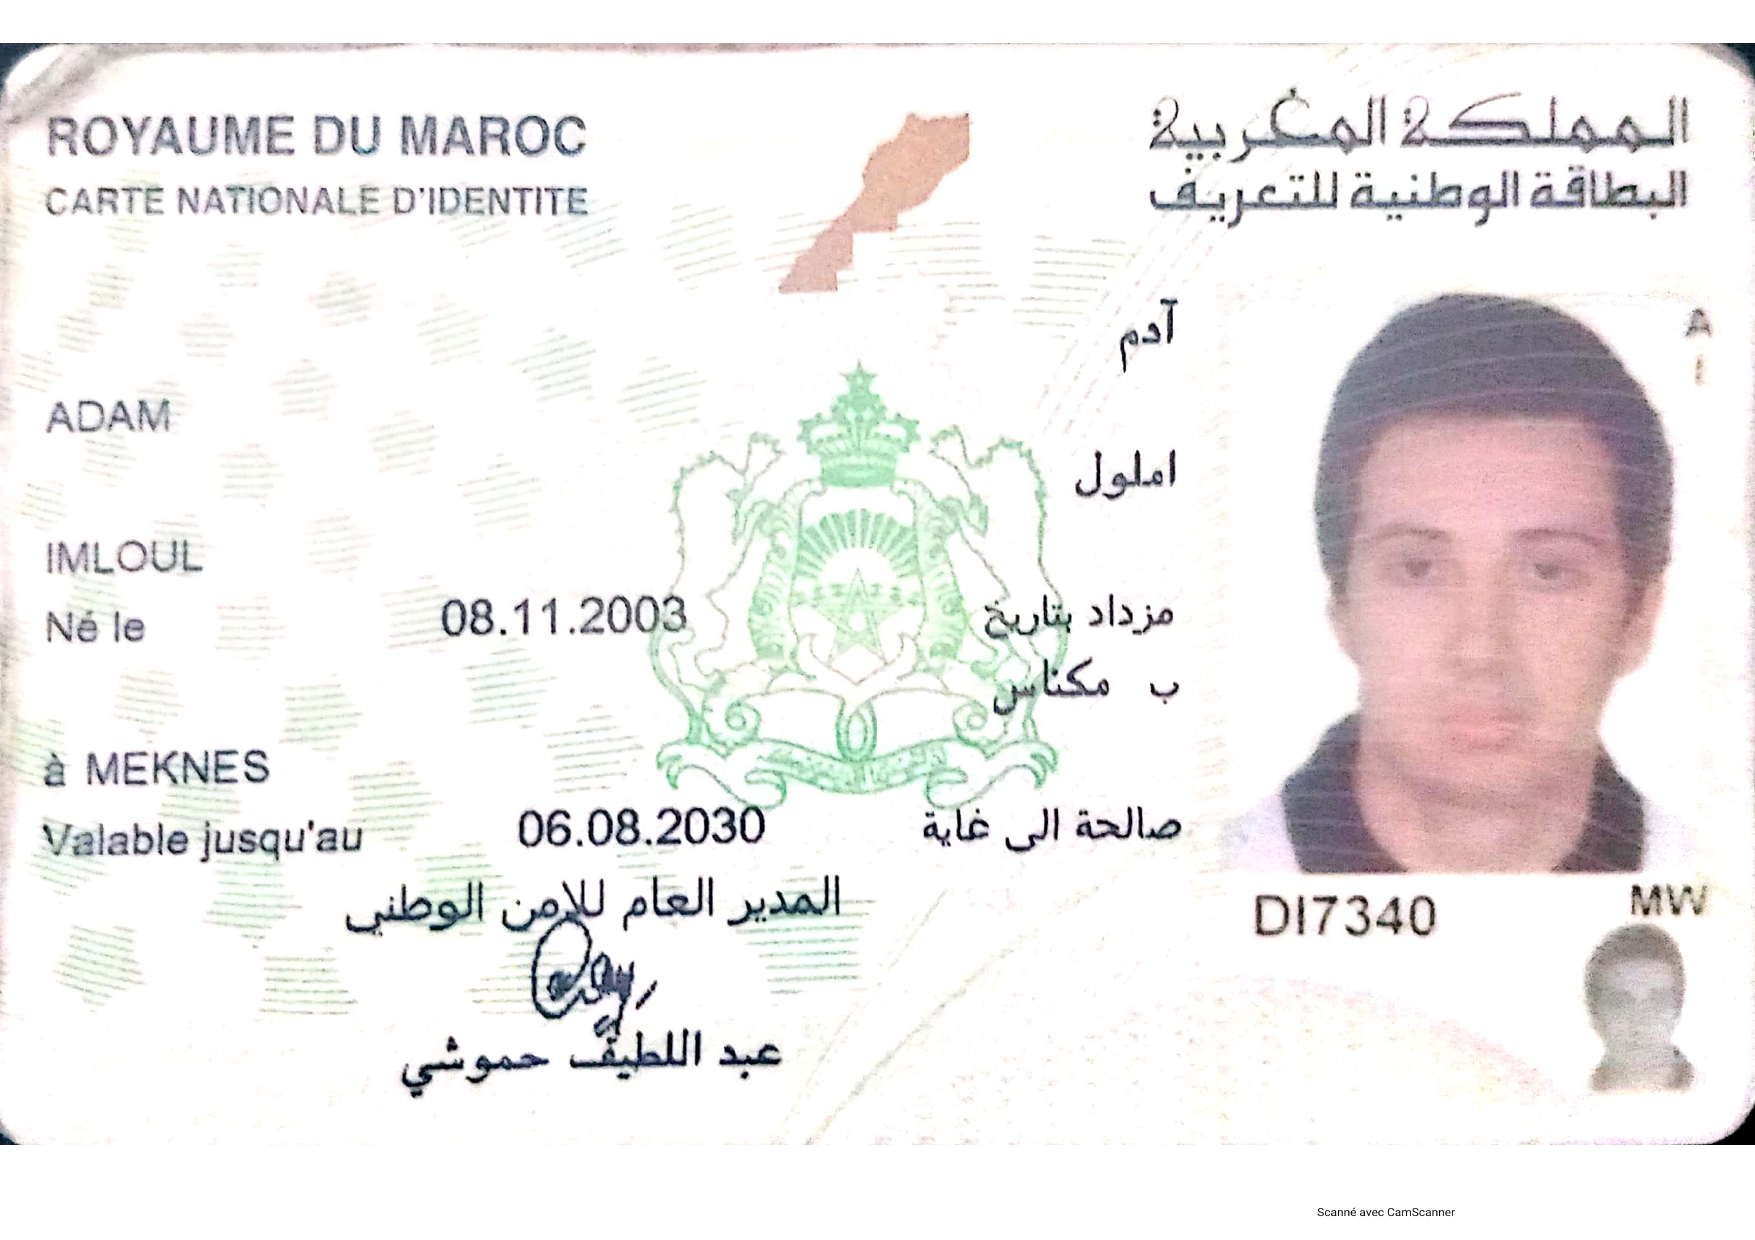 ROYAUME DU MAROC
المملكة المغربية
CARTE NATIONALE D'IDENTITE
البطاقة الوطنية للتعريف
آدم
ADAM
املول
IMLOUL
Né le 08.11.2003 مزداد بتاريخ
ب مكناس
à MEKNES
Valable jusqu'au 06.08.2030 صالحة الى غاية
المدير العام للامن الوطني
عبد اللطيف حموشي
A
I
DI7340
MW
Scanné avec CamScanner